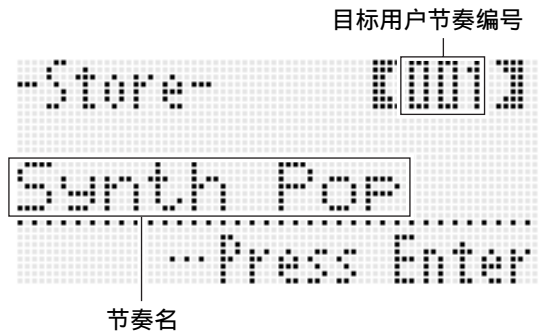 目标用户节奏编号
-Store- 【001】
Synth Pop
…Press Enter
节奏名